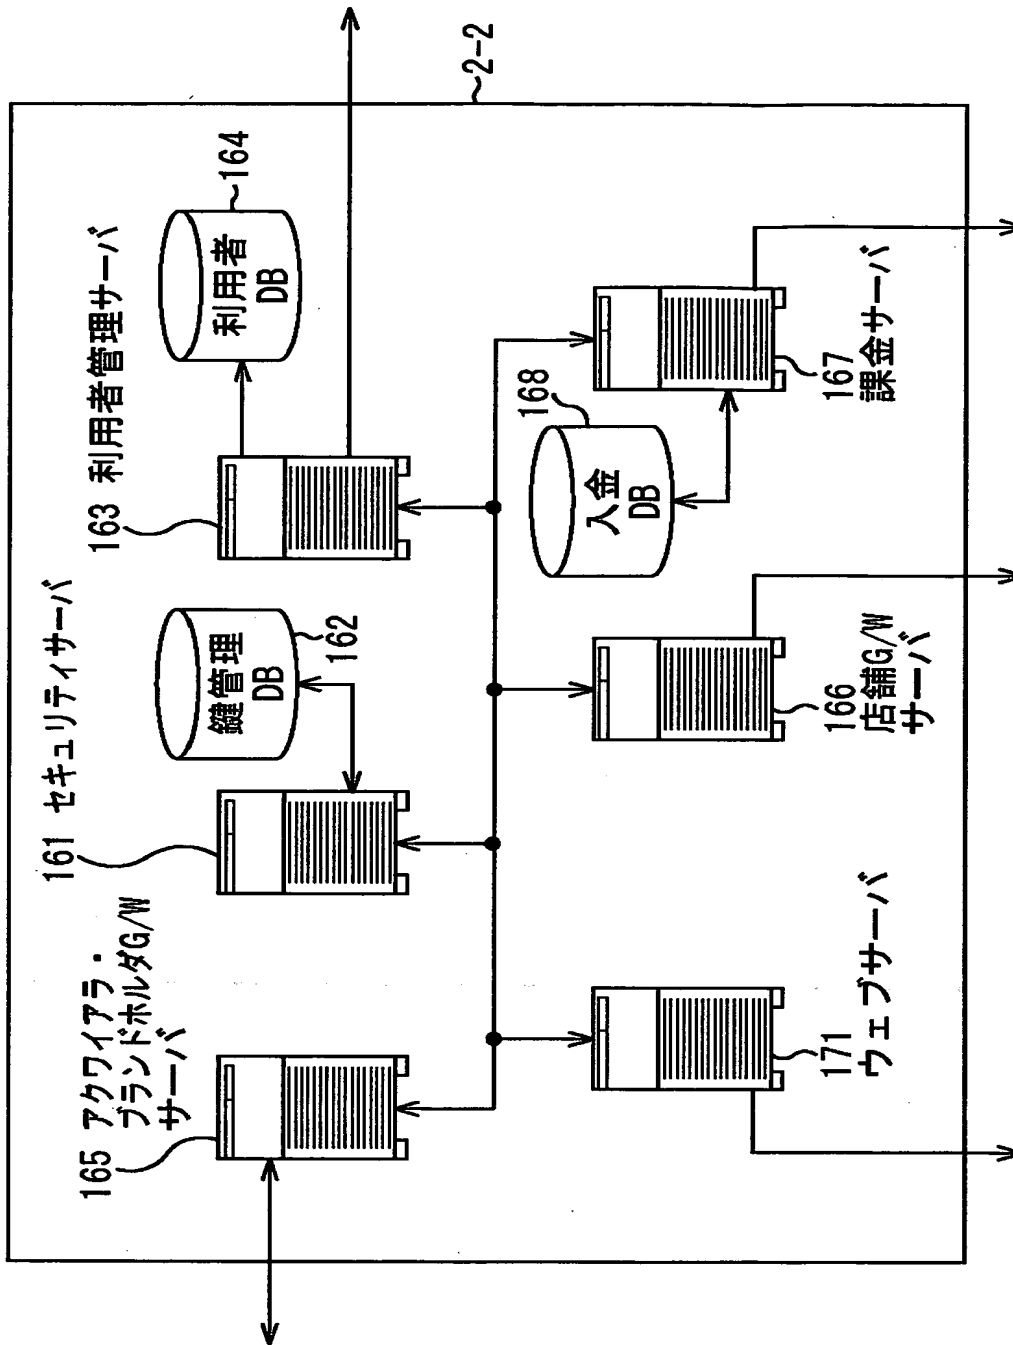 2-2
165 アクワイアラ・
ブランドホルダG/W
サーバ
161 セキュリティサーバ
鍵管理
DB
162
163 利用者管理サーバ
利用者
DB
164
171
ウェブサーバ
166
店舗G/W
サーバ
入金
DB
168
167
課金サーバ